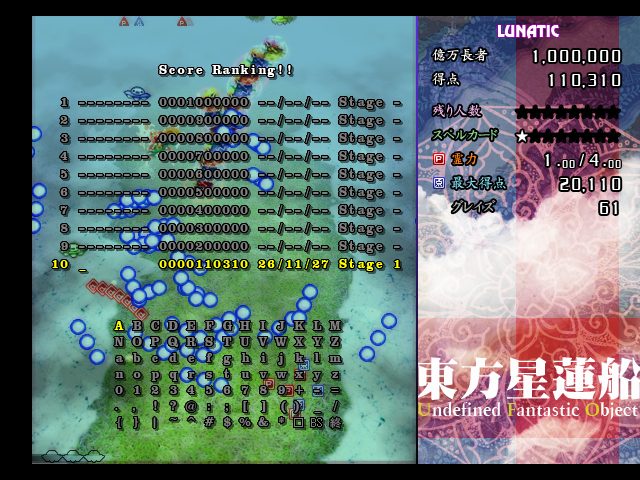 Score Ranking!!
1 -------- 0001000000 --/--/-- Stage -
2 -------- 0000900000 --/--/-- Stage -
3 -------- 0000800000 --/--/-- Stage -
4 -------- 0000700000 --/--/-- Stage -
5 -------- 0000600000 --/--/-- Stage -
6 -------- 0000500000 --/--/-- Stage -
7 -------- 0000400000 --/--/-- Stage -
8 -------- 0000300000 --/--/-- Stage -
9 -------- 0000200000 --/--/-- Stage -
10 _ 0000110310 26/11/27 Stage 1
A B C D E F G H I J K L M
N O P Q R S T U V W X Y Z
a b c d e f g h i j k l m
n o p q r s t u v w x y z
0 1 2 3 4 5 6 7 8 9 + - =
. , ! ? @ : ; [ ] ( ) _ /
{ } | ~ ^ # $ % & * □ BS 終
LUNATIC
億万長者 1,000,000
得点 110,310
残り人数 ★★★★★★★★★
スペルカード ★★★★★★★★★
P 霊力 1.00/4.00
点 最大得点 20,110
グレイズ 61
東方星蓮船
Undefined Fantastic Object